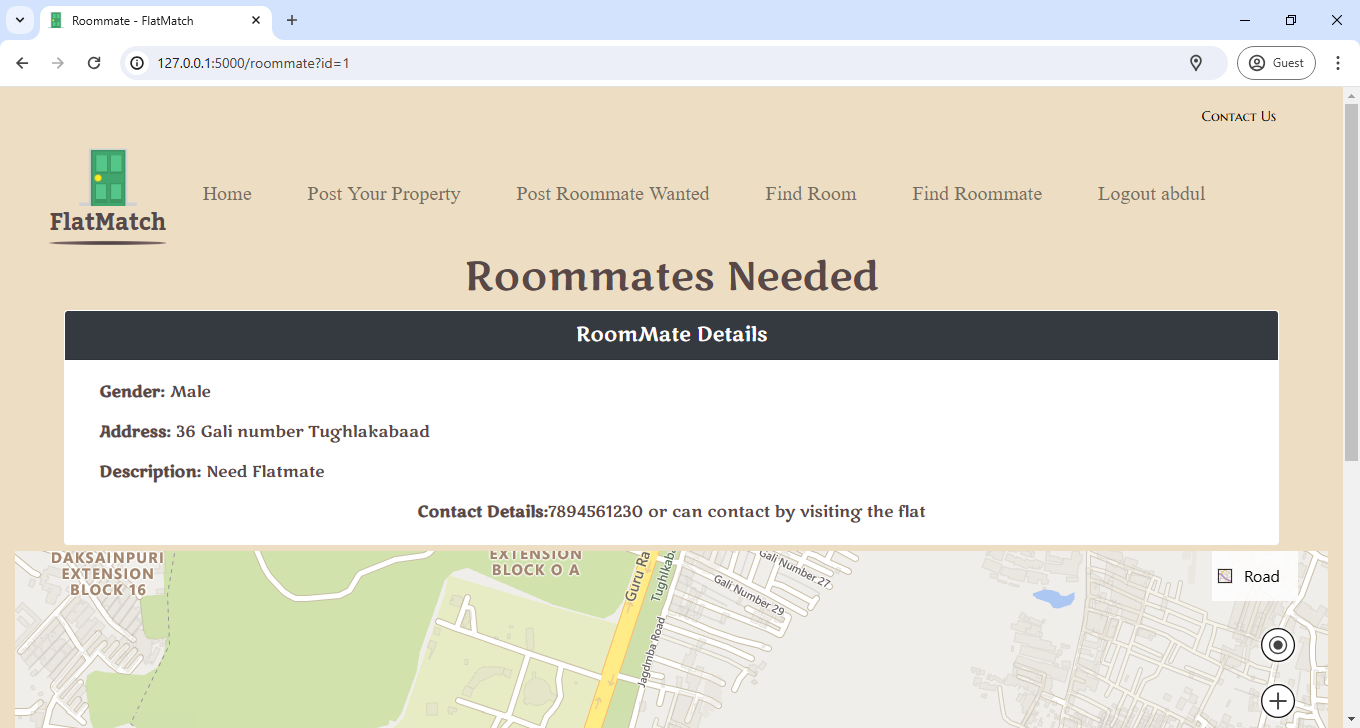 Roommate - FlatMatch
127.0.0.1:5000/roommate?id=1
Guest
Contact Us
FlatMatch
Home
Post Your Property
Post Roommate Wanted
Find Room
Find Roommate
Logout abdul
Roommates Needed
RoomMate Details
Gender: Male
Address: 36 Gali number Tughlakabaad
Description: Need Flatmate
Contact Details:7894561230 or can contact by visiting the flat
DAKSAINPURI
EXTENSION
BLOCK 16
EXTENSION
BLOCK O A
Guru Ra
Tughlaka
Jagdmba Road
Gali Number 27
Gali Number 29
Road